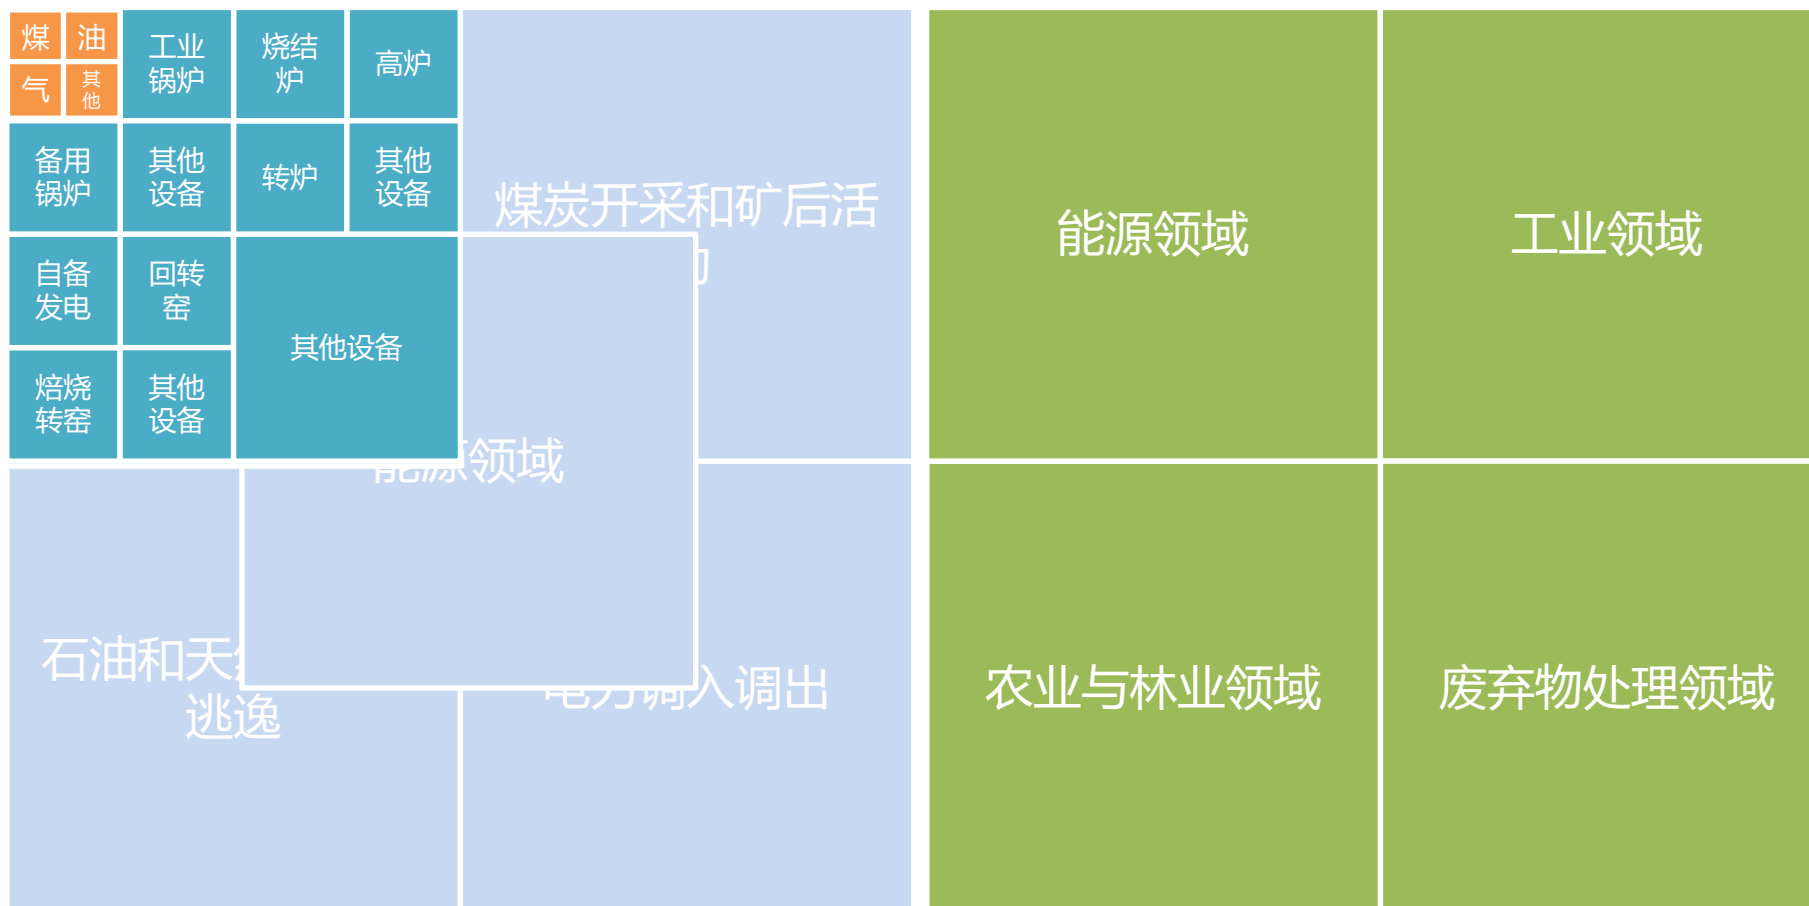 煤
油
气
其
他
工业
锅炉
烧结
炉
高炉
备用
锅炉
其他
设备
转炉
其他
设备
自备
发电
回转
窑
其他设备
焙烧
转窑
其他
设备
煤炭开采和矿后活
能源领域
石油和天
逃逸
电力调入调出
能源领域
工业领域
农业与林业领域
废弃物处理领域